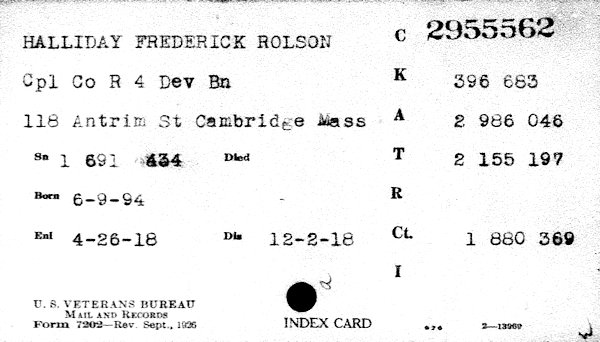 HALLIDAY FREDERICK ROLSON C 2955562
Cpl Co R 4 Dev Bn K 396 683
118 Antrim St Cambridge Mass A 2 986 046
Sn 1 691 434 Died T 2 155 197
Born 6-9-94 R
Enl 4-26-18 Dis 12-2-18 Ct. 1 880 369
I
a
U. S. VETERANS BUREAU
MAIL AND RECORDS
Form 7202—Rev. Sept., 1926 INDEX CARD 2—13969